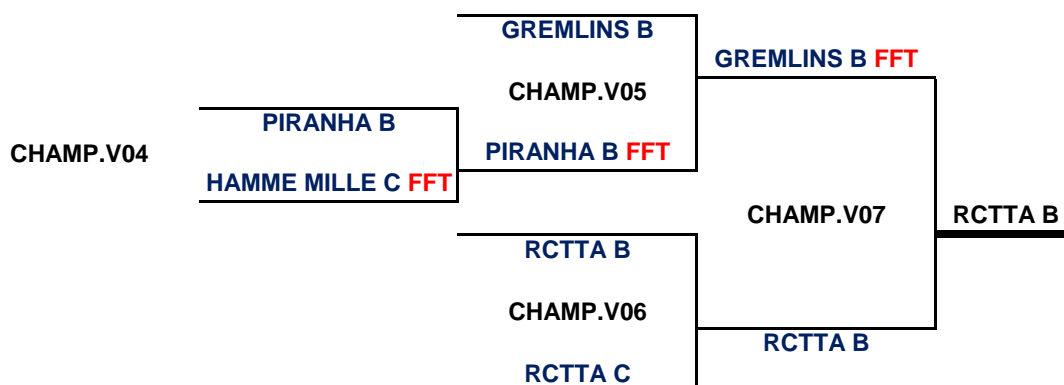 GREMLINS B
GREMLINS B FFT
CHAMP.V05
PIRANHA B
CHAMP.V04
PIRANHA B FFT
HAMME MILLE C FFT
CHAMP.V07
RCTTA B
RCTTA B
CHAMP.V06
RCTTA B
RCTTA C